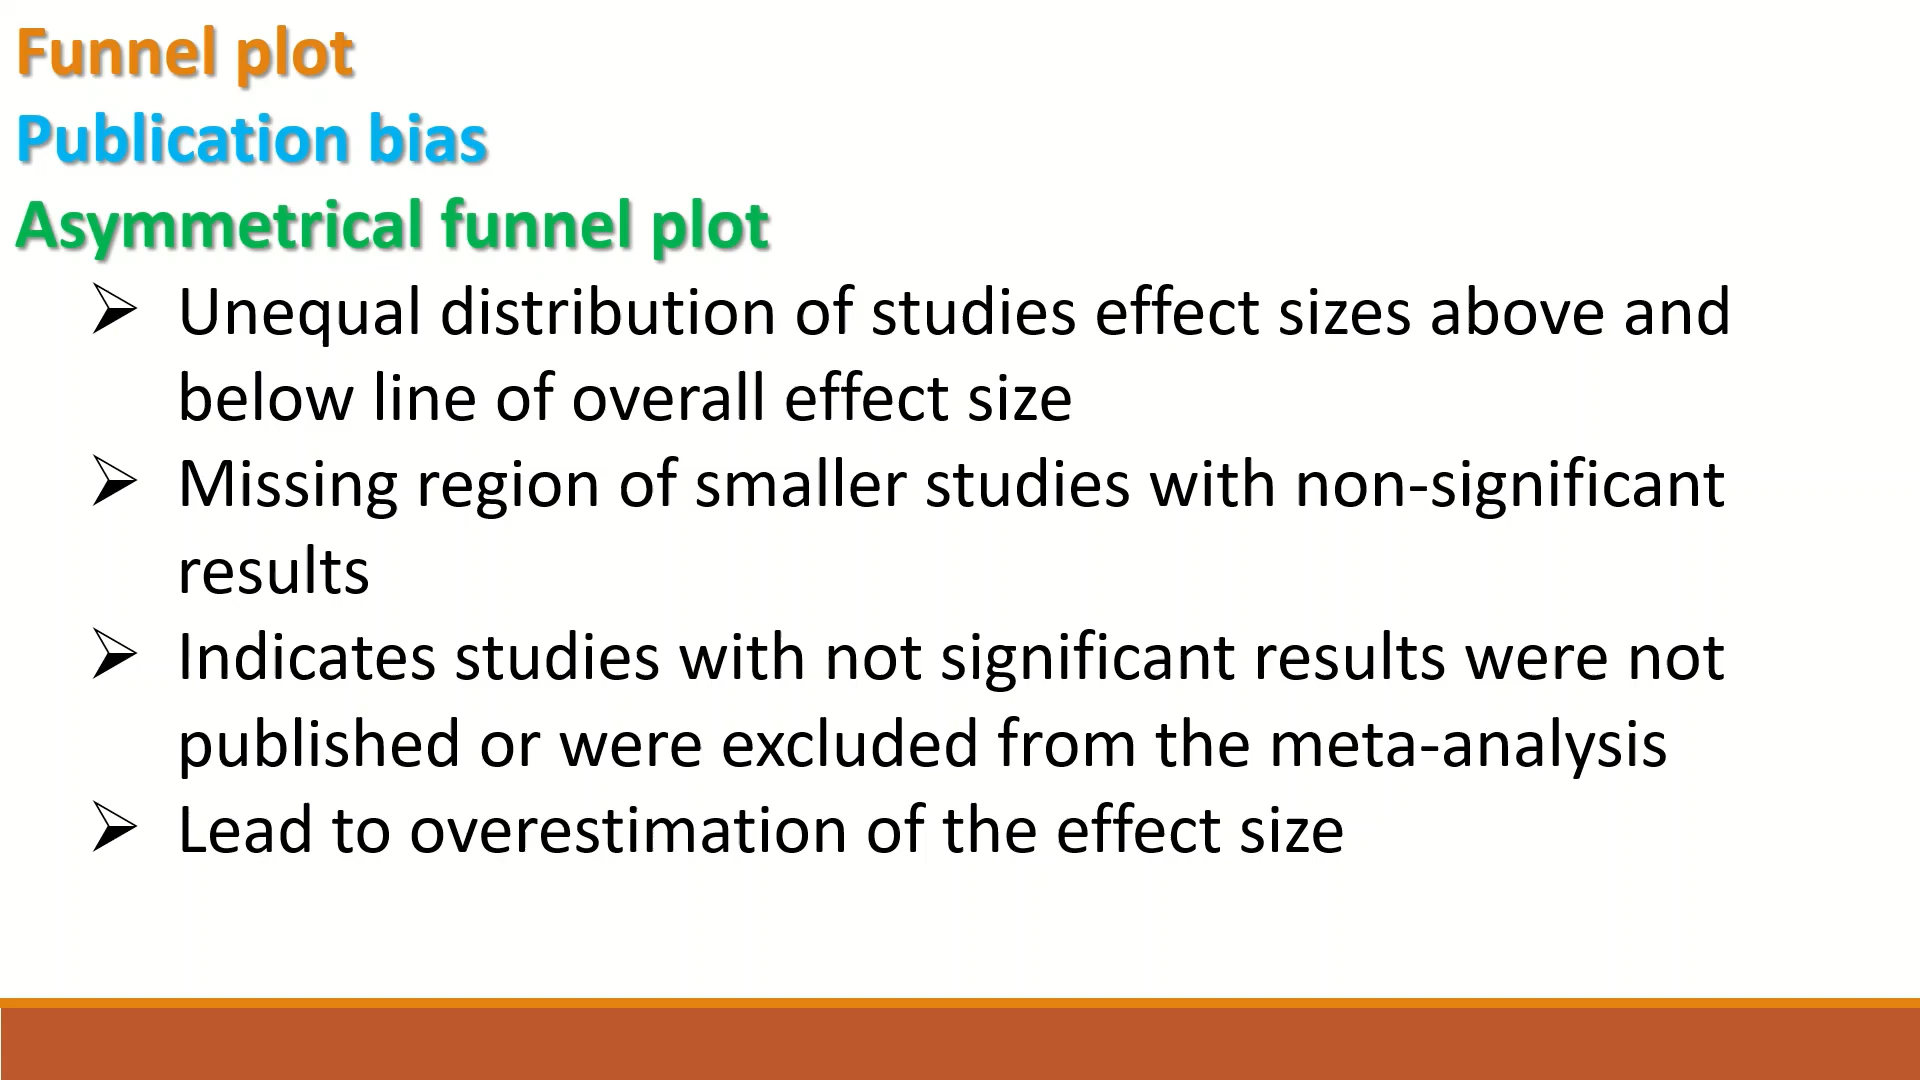 Funnel plot
Publication bias
Asymmetrical funnel plot
Unequal distribution of studies effect sizes above and
below line of overall effect size
Missing region of smaller studies with non-significant
results
Indicates studies with not significant results were not
published or were excluded from the meta-analysis
Lead to overestimation of the effect size